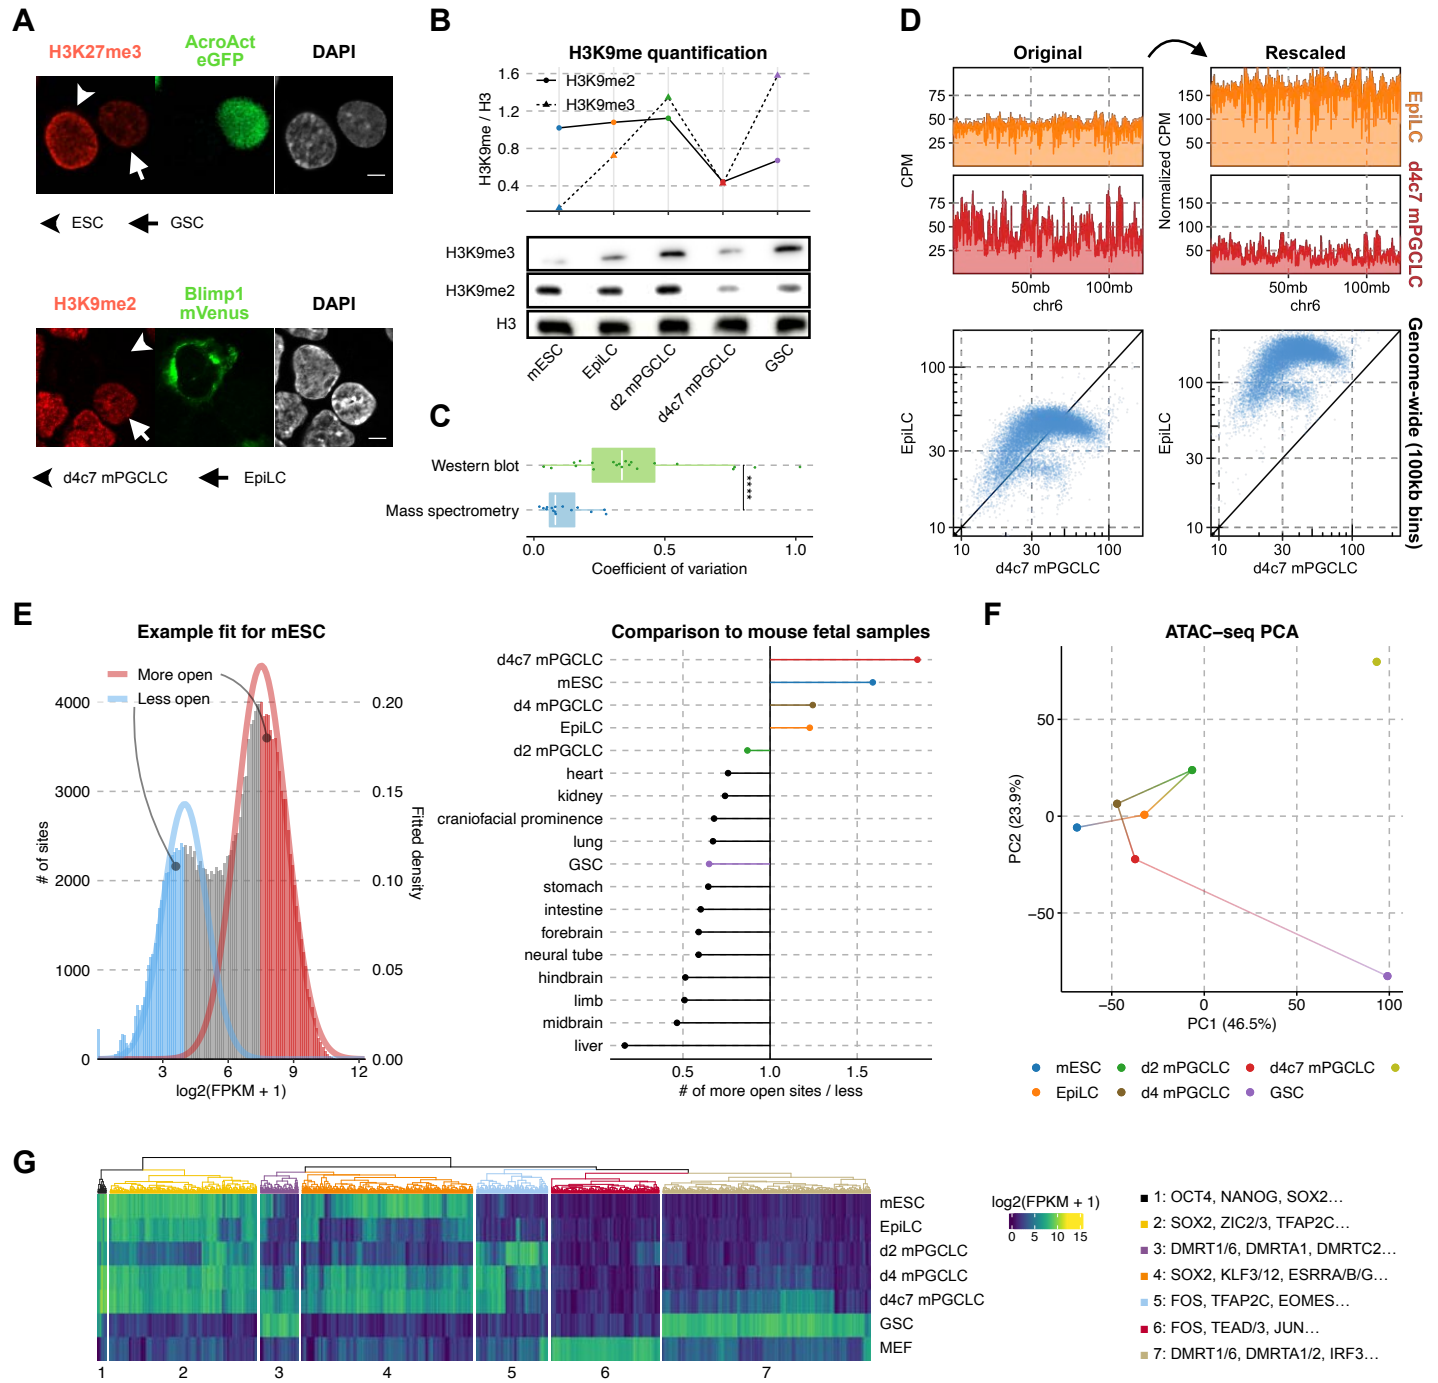 A
H3K27me3
AcroAct
eGFP
DAPI
ESC
GSC
H3K9me2
Blimp1
mVenus
DAPI
d4c7 mPGCLC
EpiLC
B
H3K9me quantification
H3K9me / H3
1.6
1.2
0.8
0.4
H3K9me2
H3K9me3
H3K9me3
H3K9me2
H3
mESC
EpiLC
d2 mPGCLC
d4c7 mPGCLC
GSC
C
Western blot
Mass spectrometry
****
0.0
0.5
1.0
Coefficient of variation
D
Original
Rescaled
CPM
75
50
25
75
50
25
50mb
100mb
chr6
Normalized CPM
150
100
50
150
100
50
50mb
100mb
chr6
EpiLC
d4c7 mPGCLC
EpiLC
100
30
10
10
30
100
d4c7 mPGCLC
EpiLC
100
30
10
10
30
100
d4c7 mPGCLC
Genome-wide (100kb bins)
E
Example fit for mESC
More open
Less open
# of sites
4000
3000
2000
1000
0
0.20
0.15
0.10
0.05
0.00
Fitted density
3
6
9
12
log2(FPKM + 1)
Comparison to mouse fetal samples
d4c7 mPGCLC
mESC
d4 mPGCLC
EpiLC
d2 mPGCLC
heart
kidney
craniofacial prominence
lung
GSC
stomach
intestine
forebrain
neural tube
hindbrain
limb
midbrain
liver
0.5
1.0
1.5
# of more open sites / less
F
ATAC−seq PCA
PC2 (23.9%)
50
0
−50
−50
0
50
100
PC1 (46.5%)
mESC
d2 mPGCLC
d4c7 mPGCLC
EpiLC
d4 mPGCLC
GSC
G
mESC
EpiLC
d2 mPGCLC
d4 mPGCLC
d4c7 mPGCLC
GSC
MEF
1
2
3
4
5
6
7
log2(FPKM + 1)
0
5
10
15
1: OCT4, NANOG, SOX2…
2: SOX2, ZIC2/3, TFAP2C…
3: DMRT1/6, DMRTA1, DMRTC2…
4: SOX2, KLF3/12, ESRRA/B/G…
5: FOS, TFAP2C, EOMES…
6: FOS, TEAD/3, JUN…
7: DMRT1/6, DMRTA1/2, IRF3…